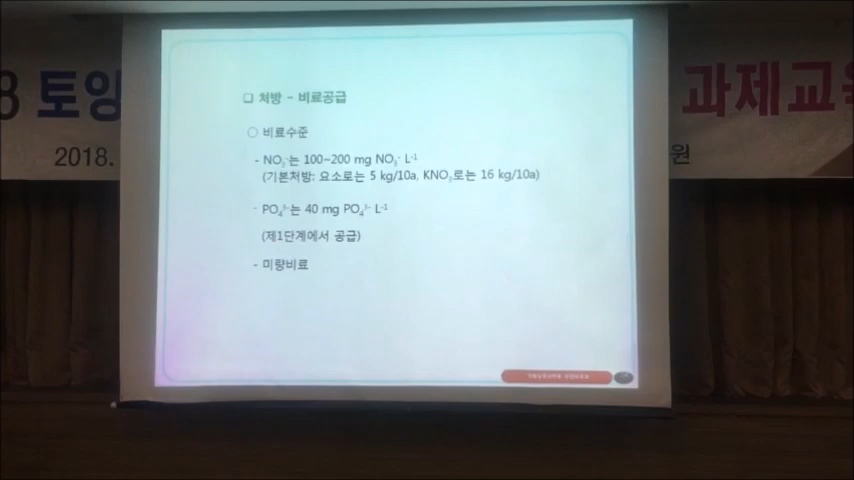 8 토양
과제교육
2018.
원
❏ 처방 – 비료공급
○ 비료수준
- NO₃⁻는 100~200 mg NO₃⁻ L⁻¹
(기본처방: 요소로는 5 kg/10a, KNO₃로는 16 kg/10a)
- PO₄³⁻는 40 mg PO₄³⁻ L⁻¹
(제1단계에서 공급)
- 미량비료